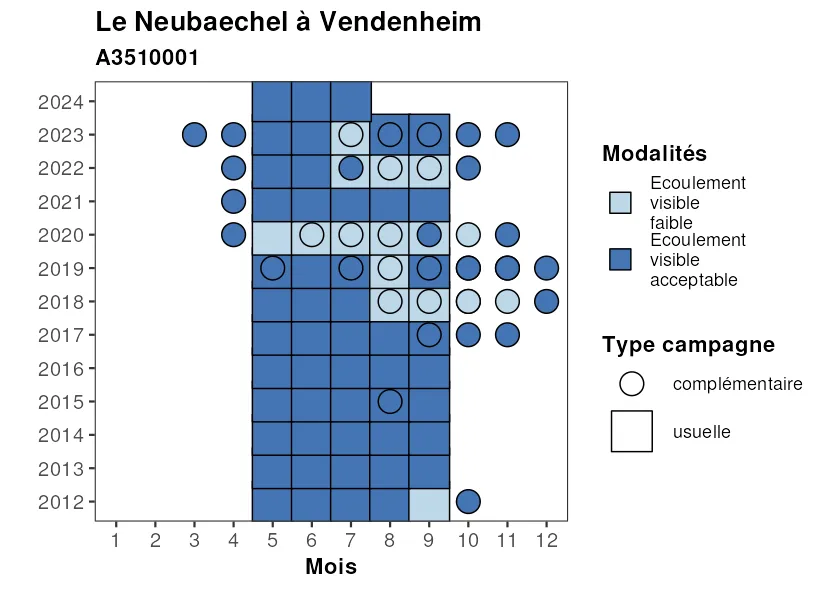 Le Neubaechel à Vendenheim
A3510001
2024
2023
2022
2021
2020
2019
2018
2017
2016
2015
2014
2013
2012
1 2 3 4 5 6 7 8 9 10 11 12
Mois
Modalités
Ecoulement
visible
faible
Ecoulement
visible
acceptable
Type campagne
complémentaire
usuelle